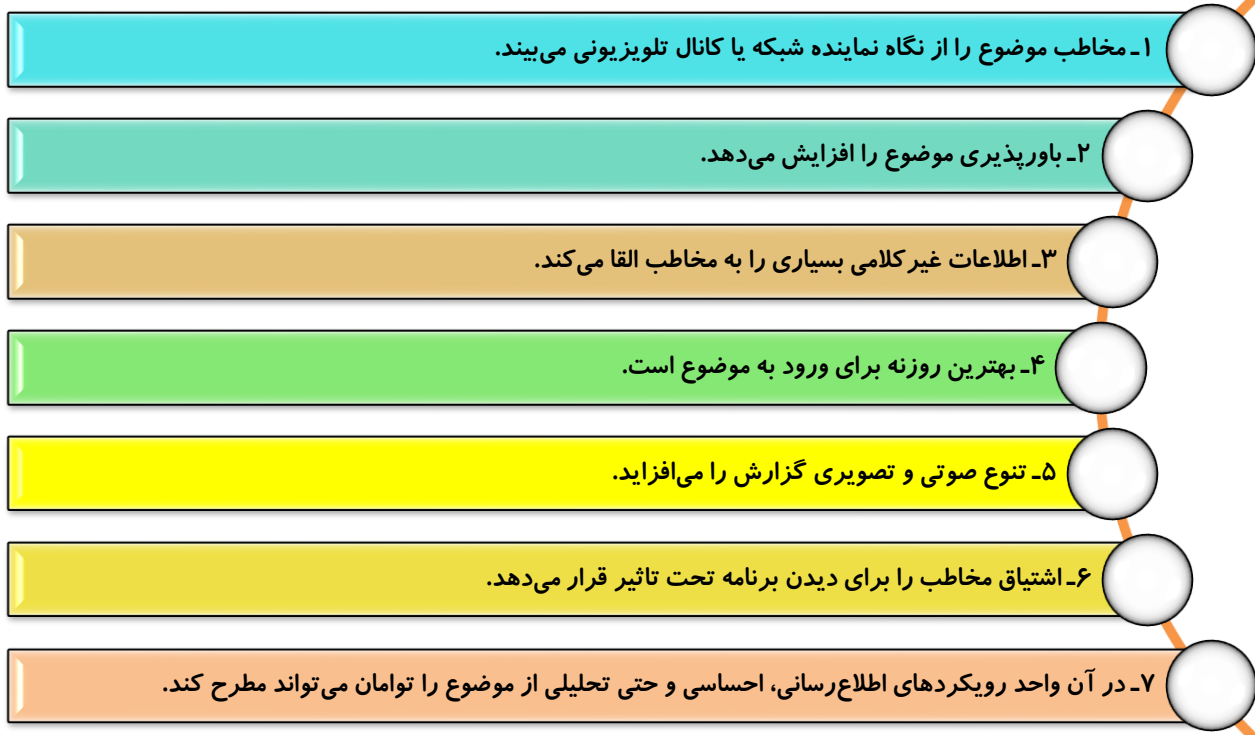 ۱ـ مخاطب موضوع را از نگاه نماینده شبکه یا کانال تلویزیونی می‌بیند.
۲ـ باورپذیری موضوع را افزایش می‌دهد.
۳ـ اطلاعات غیرکلامی بسیاری را به مخاطب القا می‌کند.
۴ـ بهترین روزنه برای ورود به موضوع است.
۵ـ تنوع صوتی و تصویری گزارش را می‌افزاید.
۶ـ اشتیاق مخاطب را برای دیدن برنامه تحت تاثیر قرار می‌دهد.
۷ـ در آن واحد رویکردهای اطلاع‌رسانی، احساسی و حتی تحلیلی از موضوع را توامان می‌تواند مطرح کند.